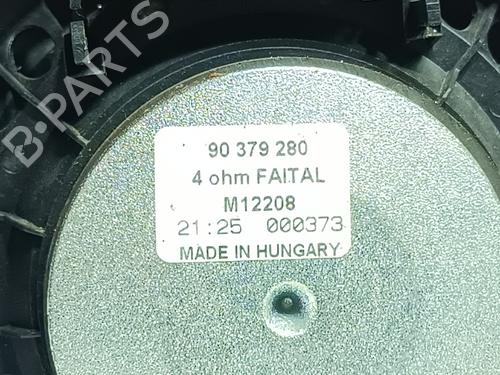 B-PARTS
90 379 280
4 ohm FAITAL
M12208
21:25 000373
MADE IN HUNGARY